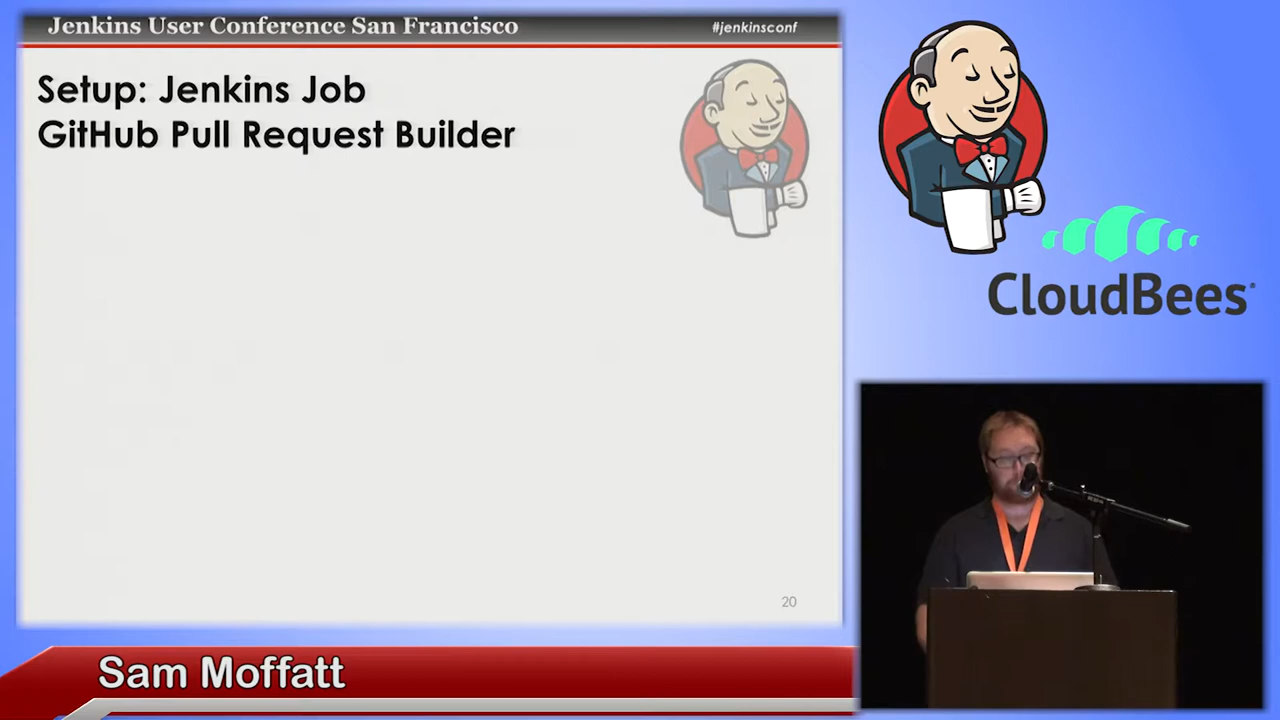 Jenkins User Conference San Francisco
#jenkinsconf
Setup: Jenkins Job
GitHub Pull Request Builder
20
CloudBees
Sam Moffatt